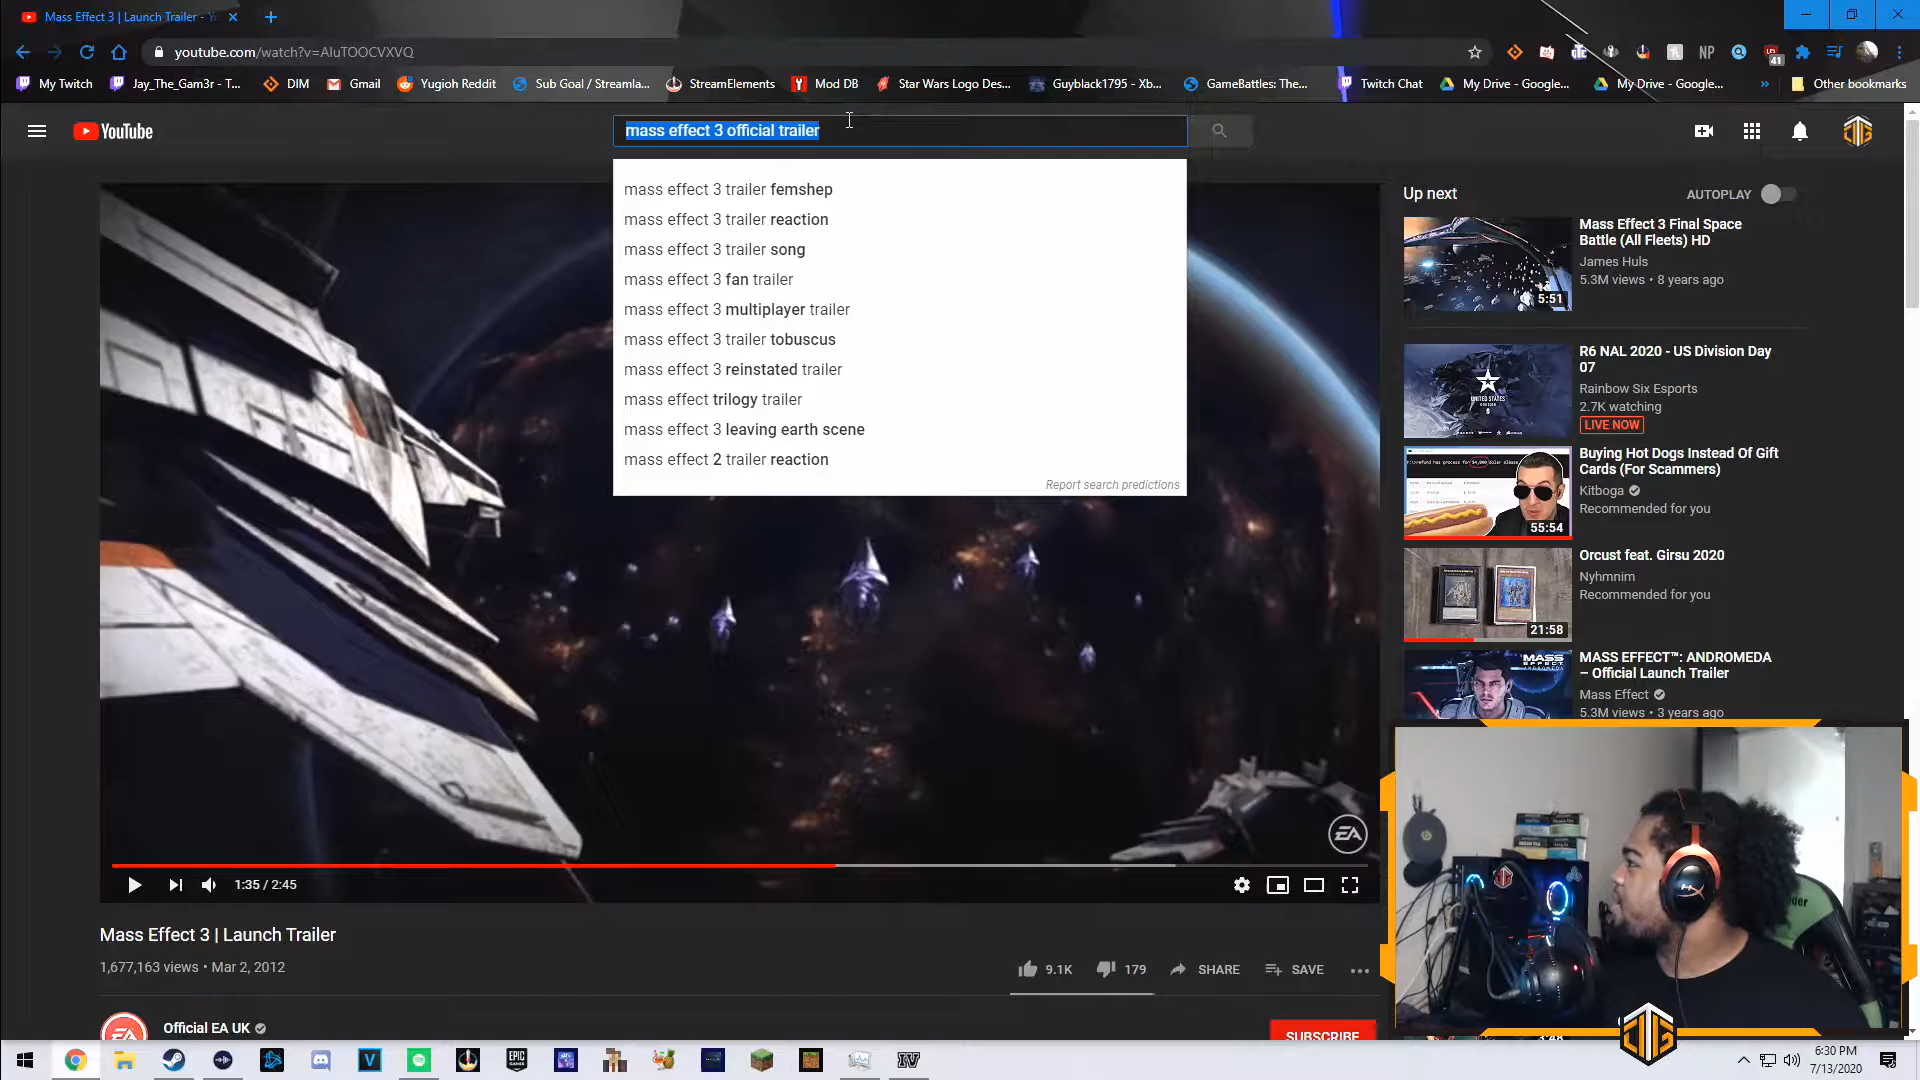 Mass Effect 3 | Launch Trailer - Y
youtube.com/watch?v=AluTOOCVXVQ
NP
41
My Twitch
Jay_The_Gam3r - T...
DIM
Gmail
Yugioh Reddit
Sub Goal / Streamla...
StreamElements
Mod DB
Star Wars Logo Des...
Guyblack1795 - Xb...
GameBattles: The...
Twitch Chat
My Drive - Google...
My Drive - Google...
»
Other bookmarks
YouTube
mass effect 3 official trailer
mass effect 3 trailer femshep
mass effect 3 trailer reaction
mass effect 3 trailer song
mass effect 3 fan trailer
mass effect 3 multiplayer trailer
mass effect 3 trailer tobuscus
mass effect 3 reinstated trailer
mass effect trilogy trailer
mass effect 3 leaving earth scene
mass effect 2 trailer reaction
Report search predictions
Up next
AUTOPLAY
Mass Effect 3 Final Space
Battle (All Fleets) HD
James Huls
5.3M views • 8 years ago
5:51
R6 NAL 2020 - US Division Day
07
Rainbow Six Esports
2.7K watching
LIVE NOW
Buying Hot Dogs Instead Of Gift
Cards (For Scammers)
Kitboga
Recommended for you
55:54
Orcust feat. Girsu 2020
Nyhmnim
Recommended for you
21:58
MASS EFFECT™: ANDROMEDA
– Official Launch Trailer
Mass Effect
5.3M views • 3 years ago
EA
1:35 / 2:45
Mass Effect 3 | Launch Trailer
1,677,163 views • Mar 2, 2012
9.1K
179
SHARE
SAVE
Official EA UK
SUBSCRIBE
3:48
EPIC
GAMES
IV
6:30 PM
7/13/2020